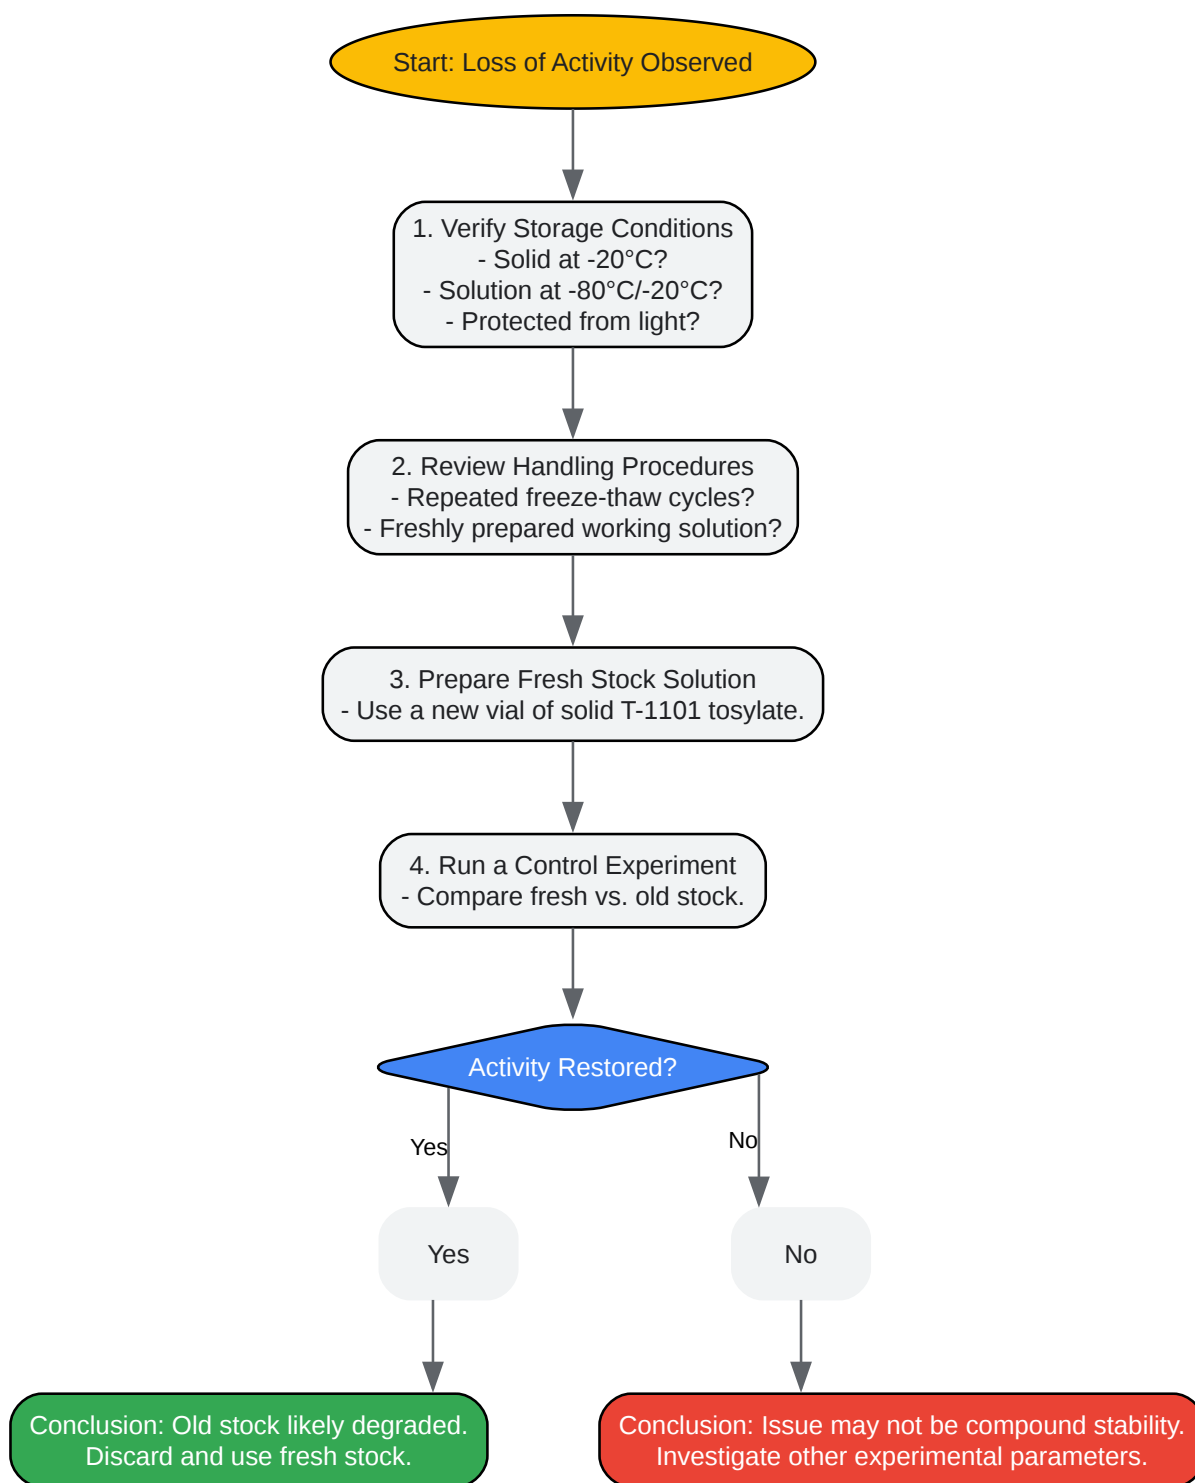 Start: Loss of Activity Observed
1. Verify Storage Conditions
- Solid at -20°C?
- Solution at -80°C/-20°C?
- Protected from light?
2. Review Handling Procedures
- Repeated freeze-thaw cycles?
- Freshly prepared working solution?
3. Prepare Fresh Stock Solution
- Use a new vial of solid T-1101 tosylate.
4. Run a Control Experiment
- Compare fresh vs. old stock.
Activity Restored?
Yes
No
Yes
No
Conclusion: Old stock likely degraded.
Discard and use fresh stock.
Conclusion: Issue may not be compound stability.
Investigate other experimental parameters.